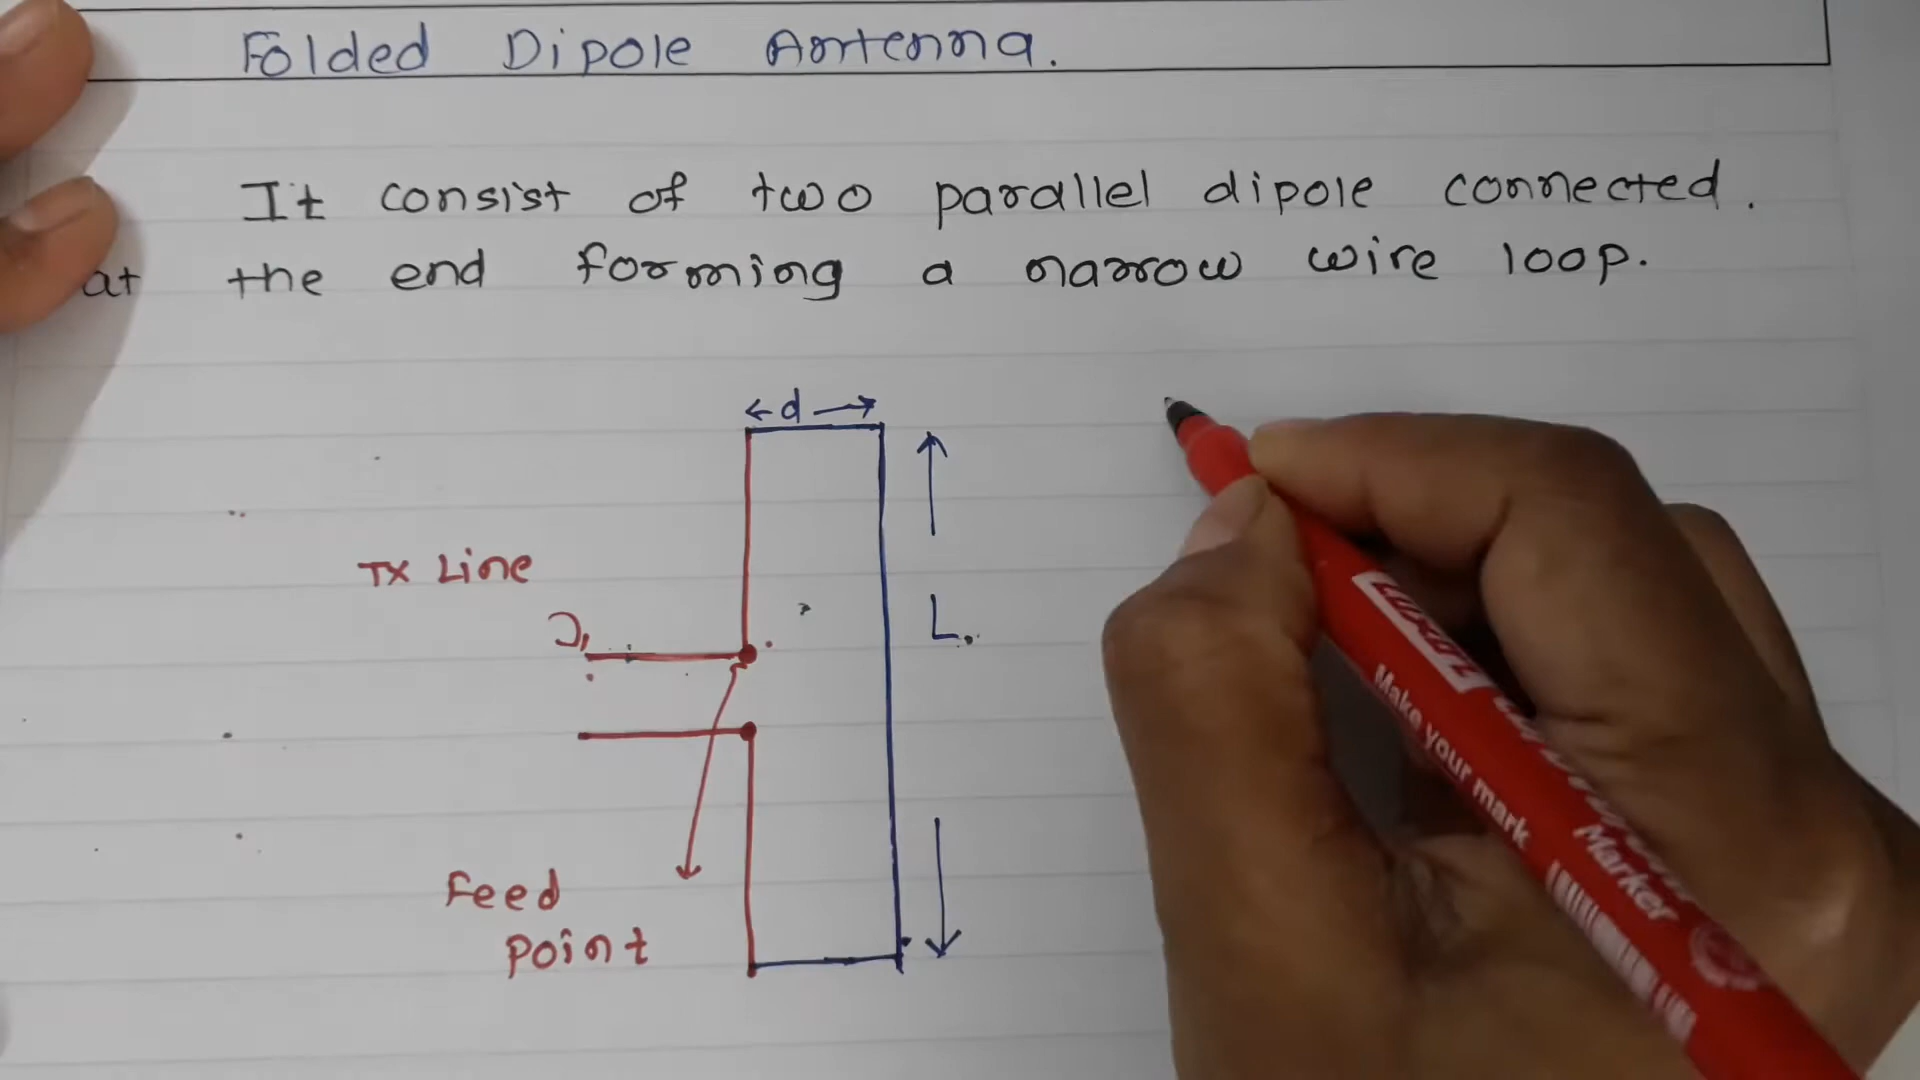 Folded Dipole Antenna.
It consist of two parallel dipole connected.
at the end forming a narrow wire loop.
← d →
TX Line
L.
Feed
point
LUXOR
Make your mark
Marker